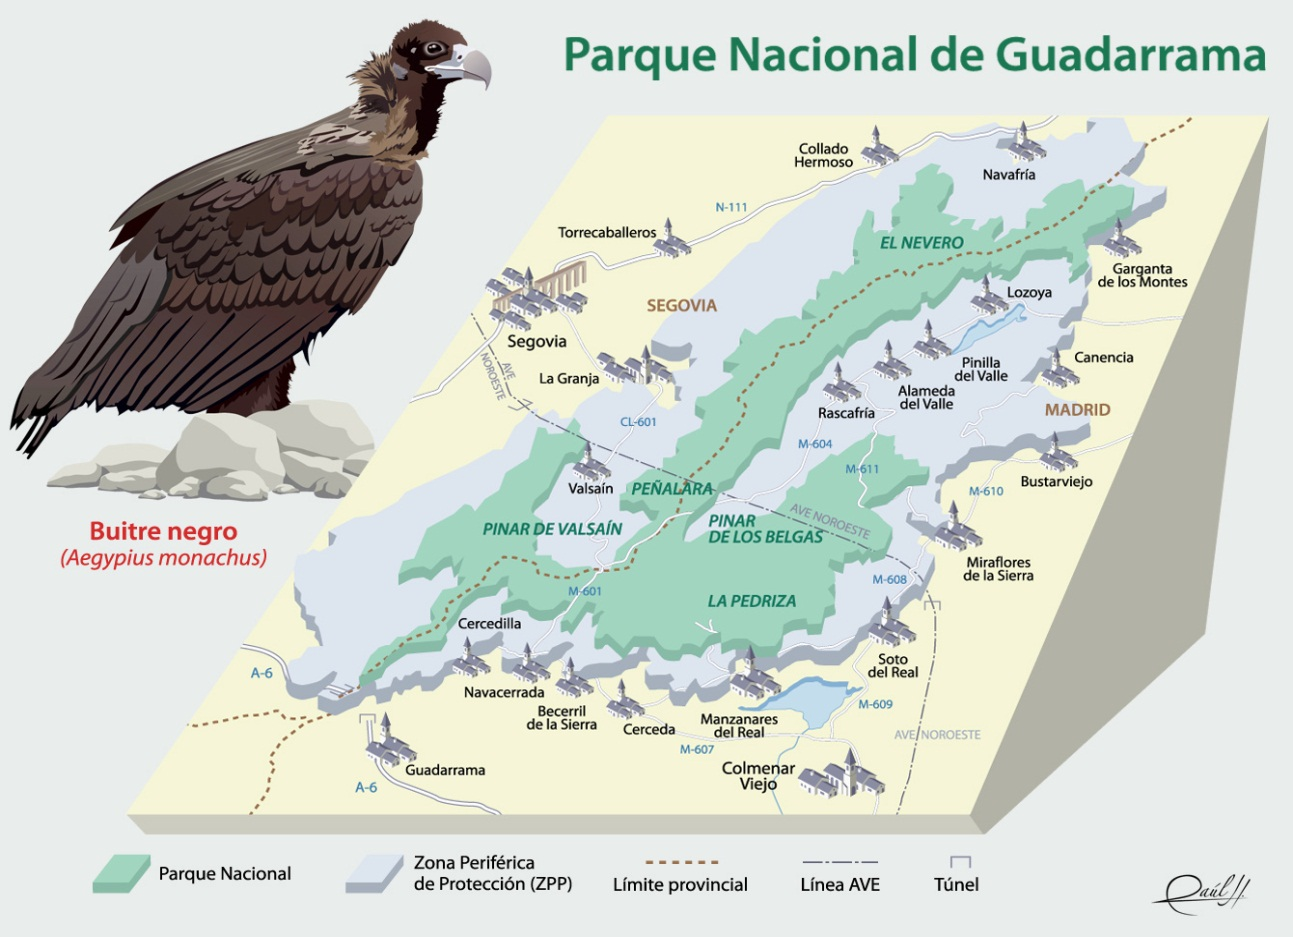 Parque Nacional de Guadarrama
Collado
Hermoso
Navafría
N-111
Torrecaballeros
EL NEVERO
Garganta
de los Montes
SEGOVIA
Lozoya
Segovia
AVE
NOROESTE
La Granja
Pinilla
del Valle
Canencia
Alameda
del Valle
Rascafría
MADRID
CL-601
M-604
M-611
Valsaín
PEÑALARA
Bustarviejo
M-610
PINAR DE VALSAÍN
PINAR
DE LOS BELGAS
AVE NOROESTE
Buitre negro
(Aegypius monachus)
Miraflores
de la Sierra
M-608
M-601
LA PEDRIZA
Cercedilla
A-6
Soto
del Real
Navacerrada
Becerril
de la Sierra
Cerceda
Manzanares
del Real
M-609
AVE NOROESTE
M-607
Guadarrama
Colmenar
Viejo
A-6
Parque Nacional
Zona Periférica
de Protección (ZPP)
Límite provincial
Línea AVE
Túnel
Raúl H.